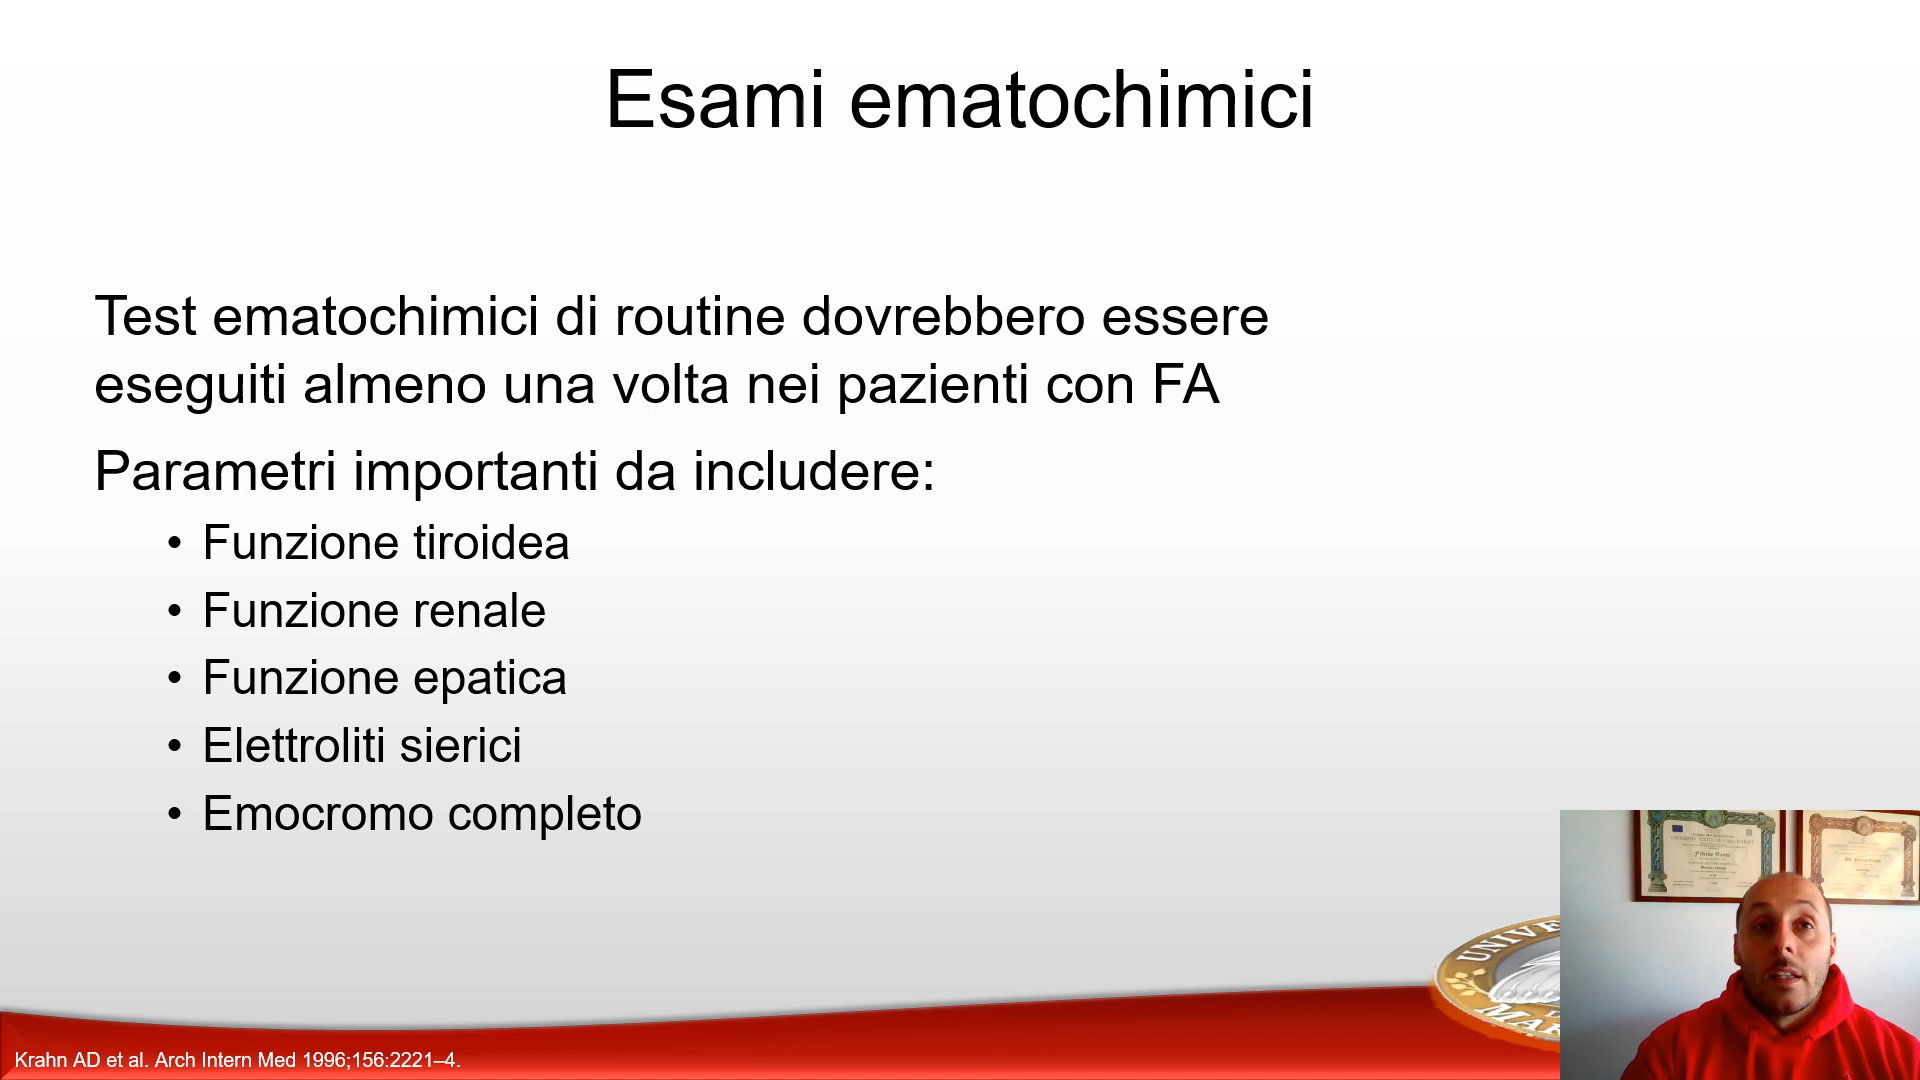 Esami ematochimici
Test ematochimici di routine dovrebbero essere
eseguiti almeno una volta nei pazienti con FA
Parametri importanti da includere:
• Funzione tiroidea
• Funzione renale
• Funzione epatica
• Elettroliti sierici
• Emocromo completo
Krahn AD et al. Arch Intern Med 1996;156:2221–4.
UNIVE
MAR